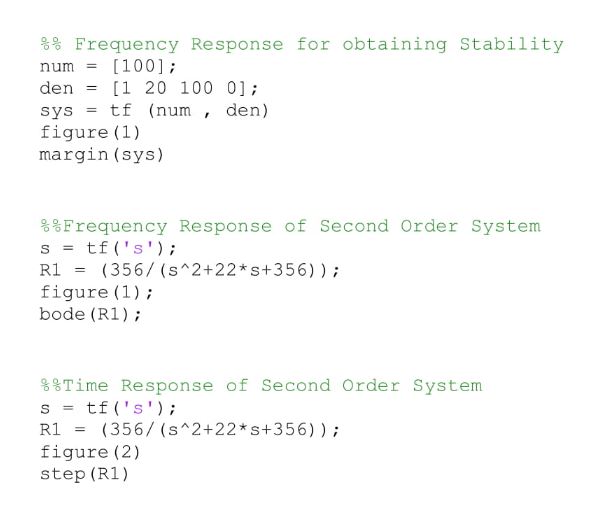 %% Frequency Response for obtaining Stability
num = [100];
den = [1 20 100 0];
sys = tf (num , den)
figure(1)
margin(sys)
%%Frequency Response of Second Order System
s = tf('s');
R1 = (356/(s^2+22*s+356));
figure(1);
bode(R1);
%%Time Response of Second Order System
s = tf('s');
R1 = (356/(s^2+22*s+356));
figure(2)
step(R1)